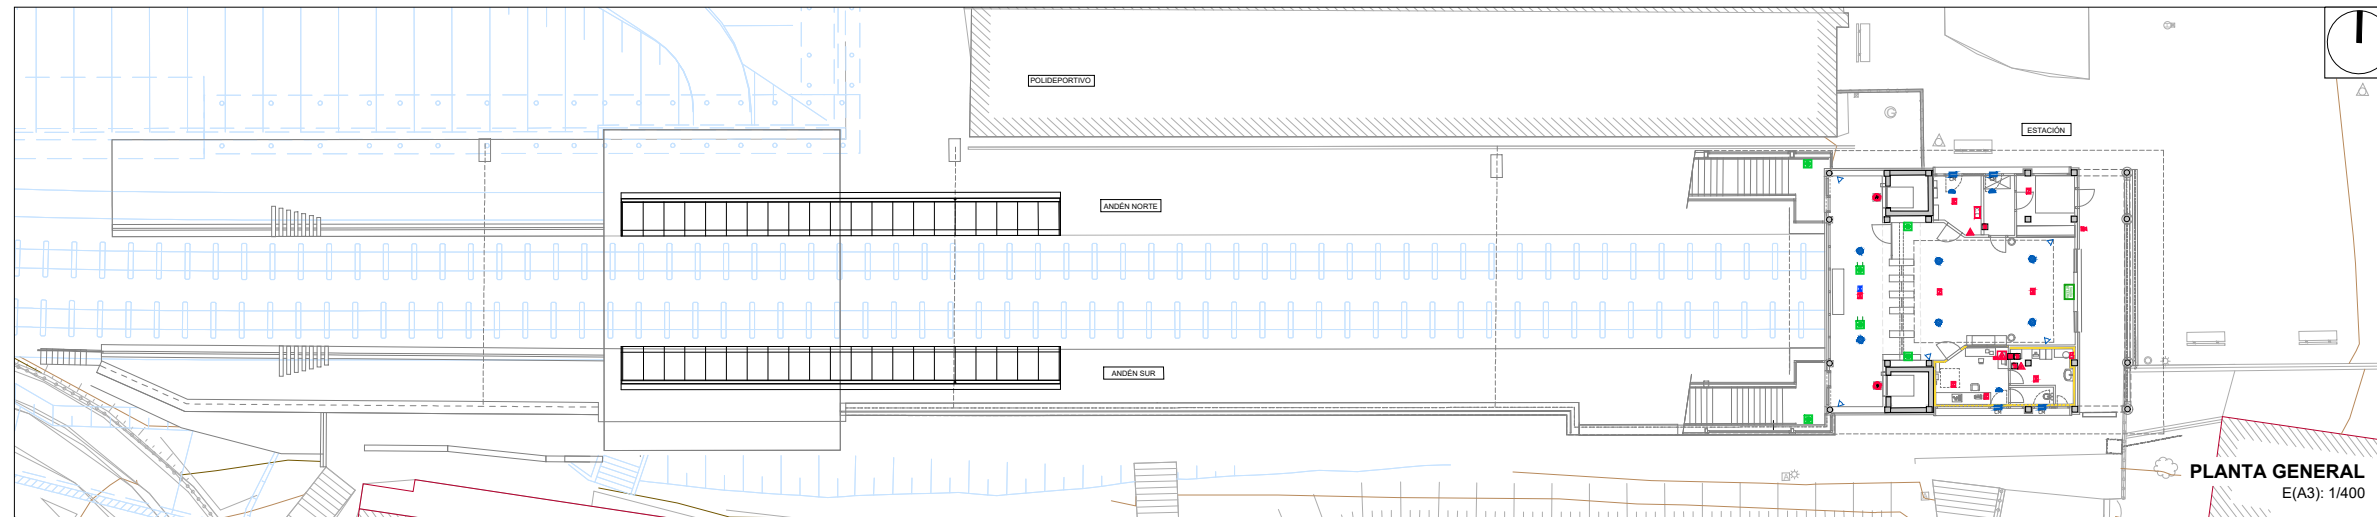 POLIDEPORTIVO
ESTACIÓN
ANDÉN NORTE
ANDÉN SUR
PLANTA GENERAL
E(A3): 1/400